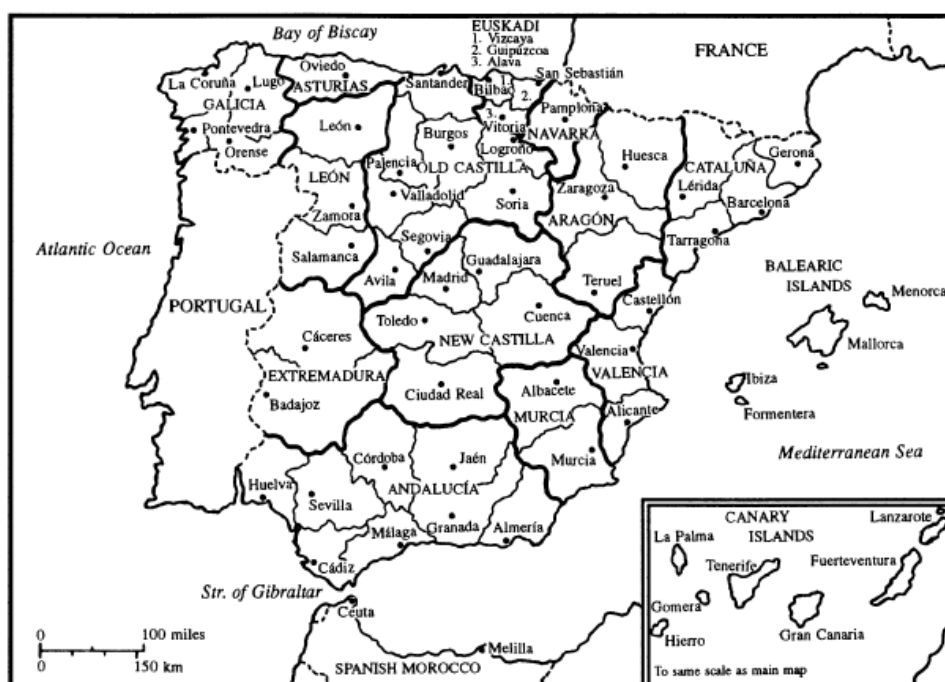 Bay of Biscay
EUSKADI
1. Vizcaya
2. Guipúzcoa
3. Alava
FRANCE
Oviedo
ASTURIAS
La Coruña
Lugo
GALICIA
Pontevedra
Orense
Santander
Bilbao
1.
2.
3.
San Sebastián
Vitoria
Pamplona
NAVARRA
León
LEÓN
Burgos
Logroño
Palencia
OLD CASTILLA
Valladolid
Soria
Zamora
Salamanca
Segovia
Avila
Huesca
Zaragoza
ARAGÓN
Teruel
CATALUÑA
Gerona
Lérida
Barcelona
Tarragona
Atlantic Ocean
PORTUGAL
Guadalajara
Madrid
Toledo
Cuenca
NEW CASTILLA
Ciudad Real
Castellón
Valencia
VALENCIA
Alicante
BALEARIC
ISLANDS
Menorca
Mallorca
Ibiza
Formentera
Cáceres
EXTREMADURA
Badajoz
Albacete
MURCIA
Murcia
Mediterranean Sea
Córdoba
Jaén
ANDALUCÍA
Huelva
Sevilla
Granada
Almería
Málaga
Cádiz
Str. of Gibraltar
Ceuta
Melilla
SPANISH MOROCCO
0 100 miles
0 150 km
CANARY
ISLANDS
Lanzarote
La Palma
Tenerife
Fuerteventura
Gomera
Hierro
Gran Canaria
To same scale as main map